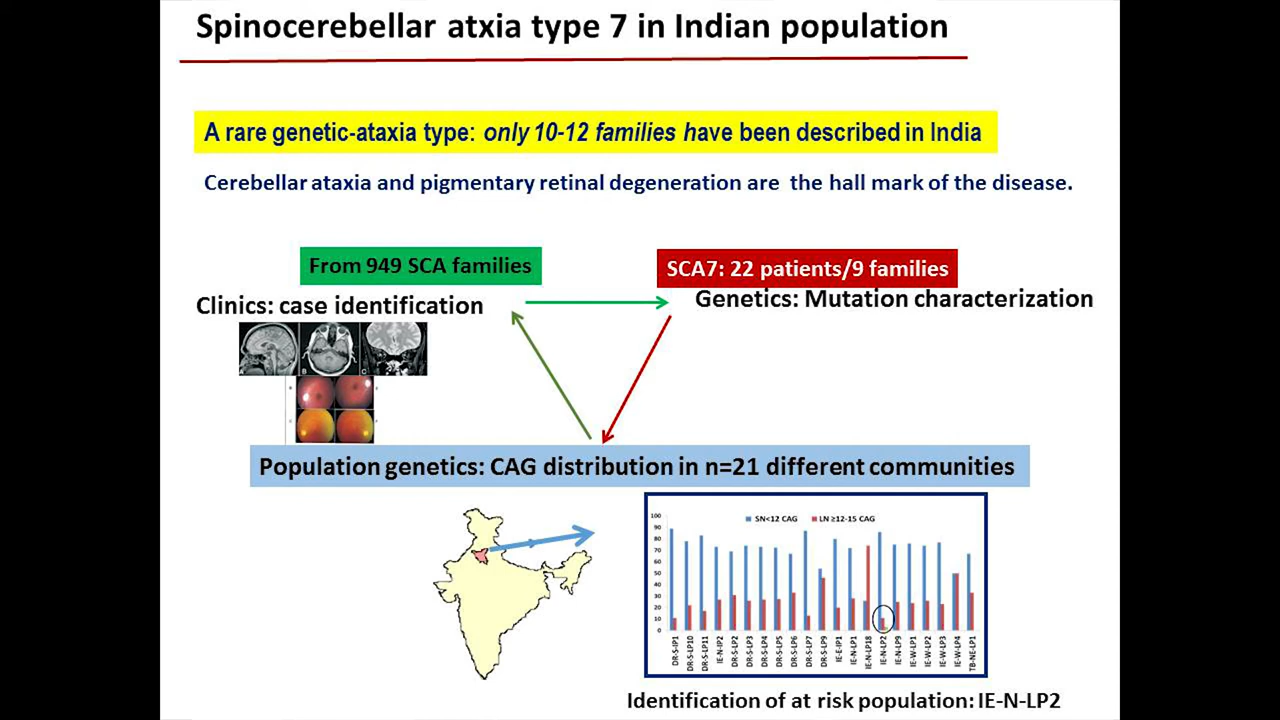 Spinocerebellar atxia type 7 in Indian population
A rare genetic-ataxia type: only 10-12 families have been described in India
Cerebellar ataxia and pigmentary retinal degeneration are the hall mark of the disease.
From 949 SCA families
SCA7: 22 patients/9 families
Clinics: case identification
Genetics: Mutation characterization
A
B
C
Population genetics: CAG distribution in n=21 different communities
SN<12 CAG
LN ≥12-15 CAG
100
90
80
70
60
50
40
30
20
10
0
DR-S-IP1
DR-S-LP10
DR-S-LP11
IE-N-IP2
DR-S-LP2
DR-S-LP3
DR-S-LP4
DR-S-LP5
DR-S-LP6
DR-S-LP7
DR-S-LP9
IE-E-IP1
IE-N-LP1
IE-N-LP18
IE-N-LP2
IE-N-LP9
IE-W-LP1
IE-W-LP2
IE-W-LP3
IE-W-LP4
TB-NE-LP1
Identification of at risk population: IE-N-LP2